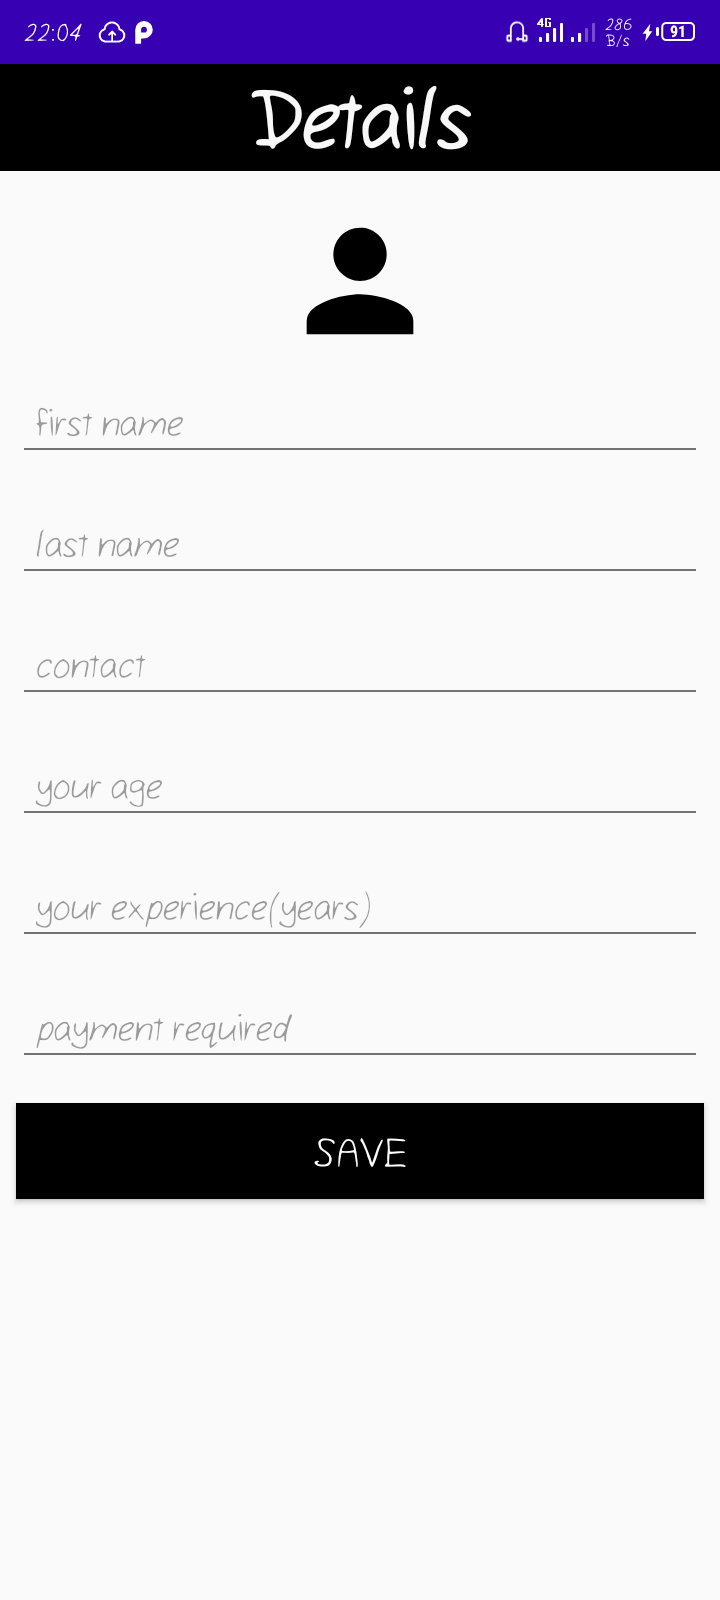 22:04 4G 286 B/s 91
Details
first name
last name
contact
your age
your experience(years)
payment required
SAVE